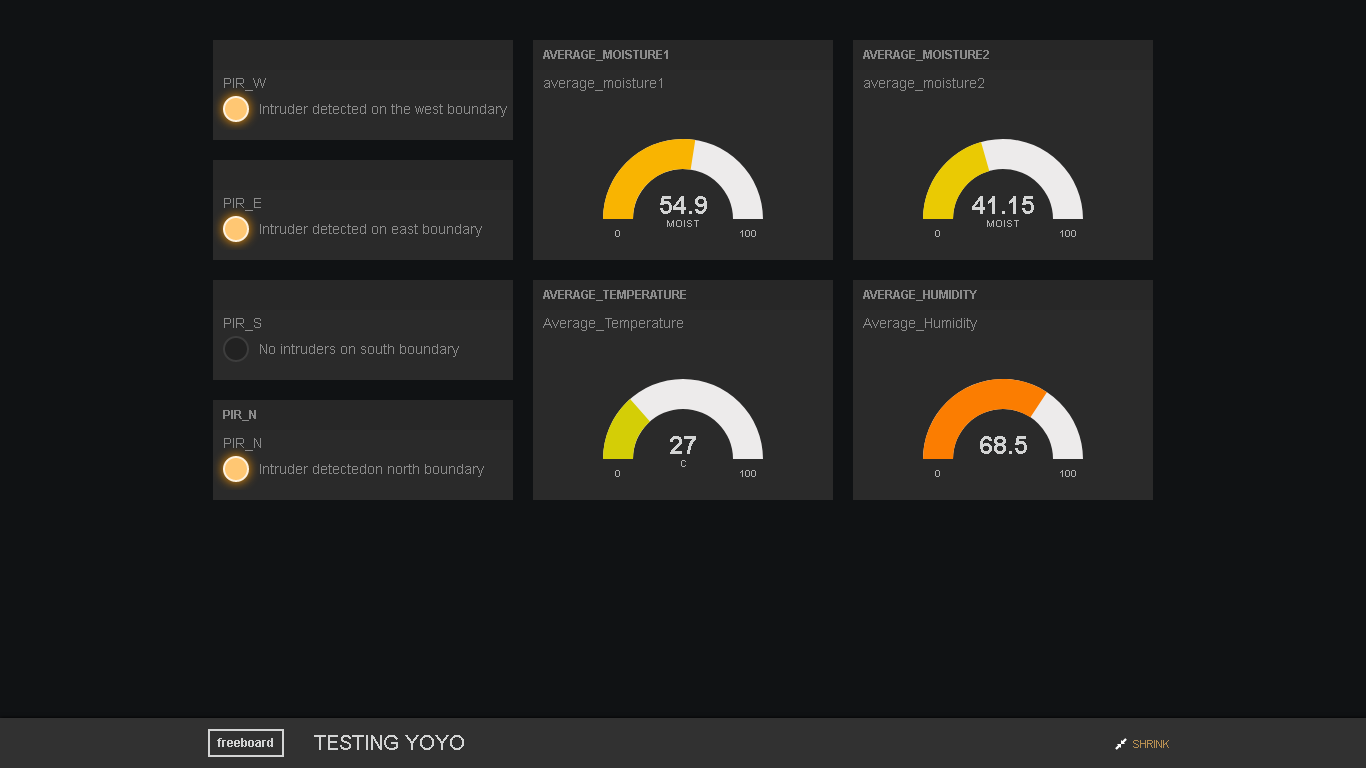 PIR_W
Intruder detected on the west boundary
PIR_E
Intruder detected on east boundary
PIR_S
No intruders on south boundary
PIR_N
PIR_N
Intruder detectedon north boundary
AVERAGE_MOISTURE1
average_moisture1
54.9
MOIST
0 100
AVERAGE_TEMPERATURE
Average_Temperature
27
C
0 100
AVERAGE_MOISTURE2
average_moisture2
41.15
MOIST
0 100
AVERAGE_HUMIDITY
Average_Humidity
68.5
0 100
freeboard TESTING YOYO SHRINK